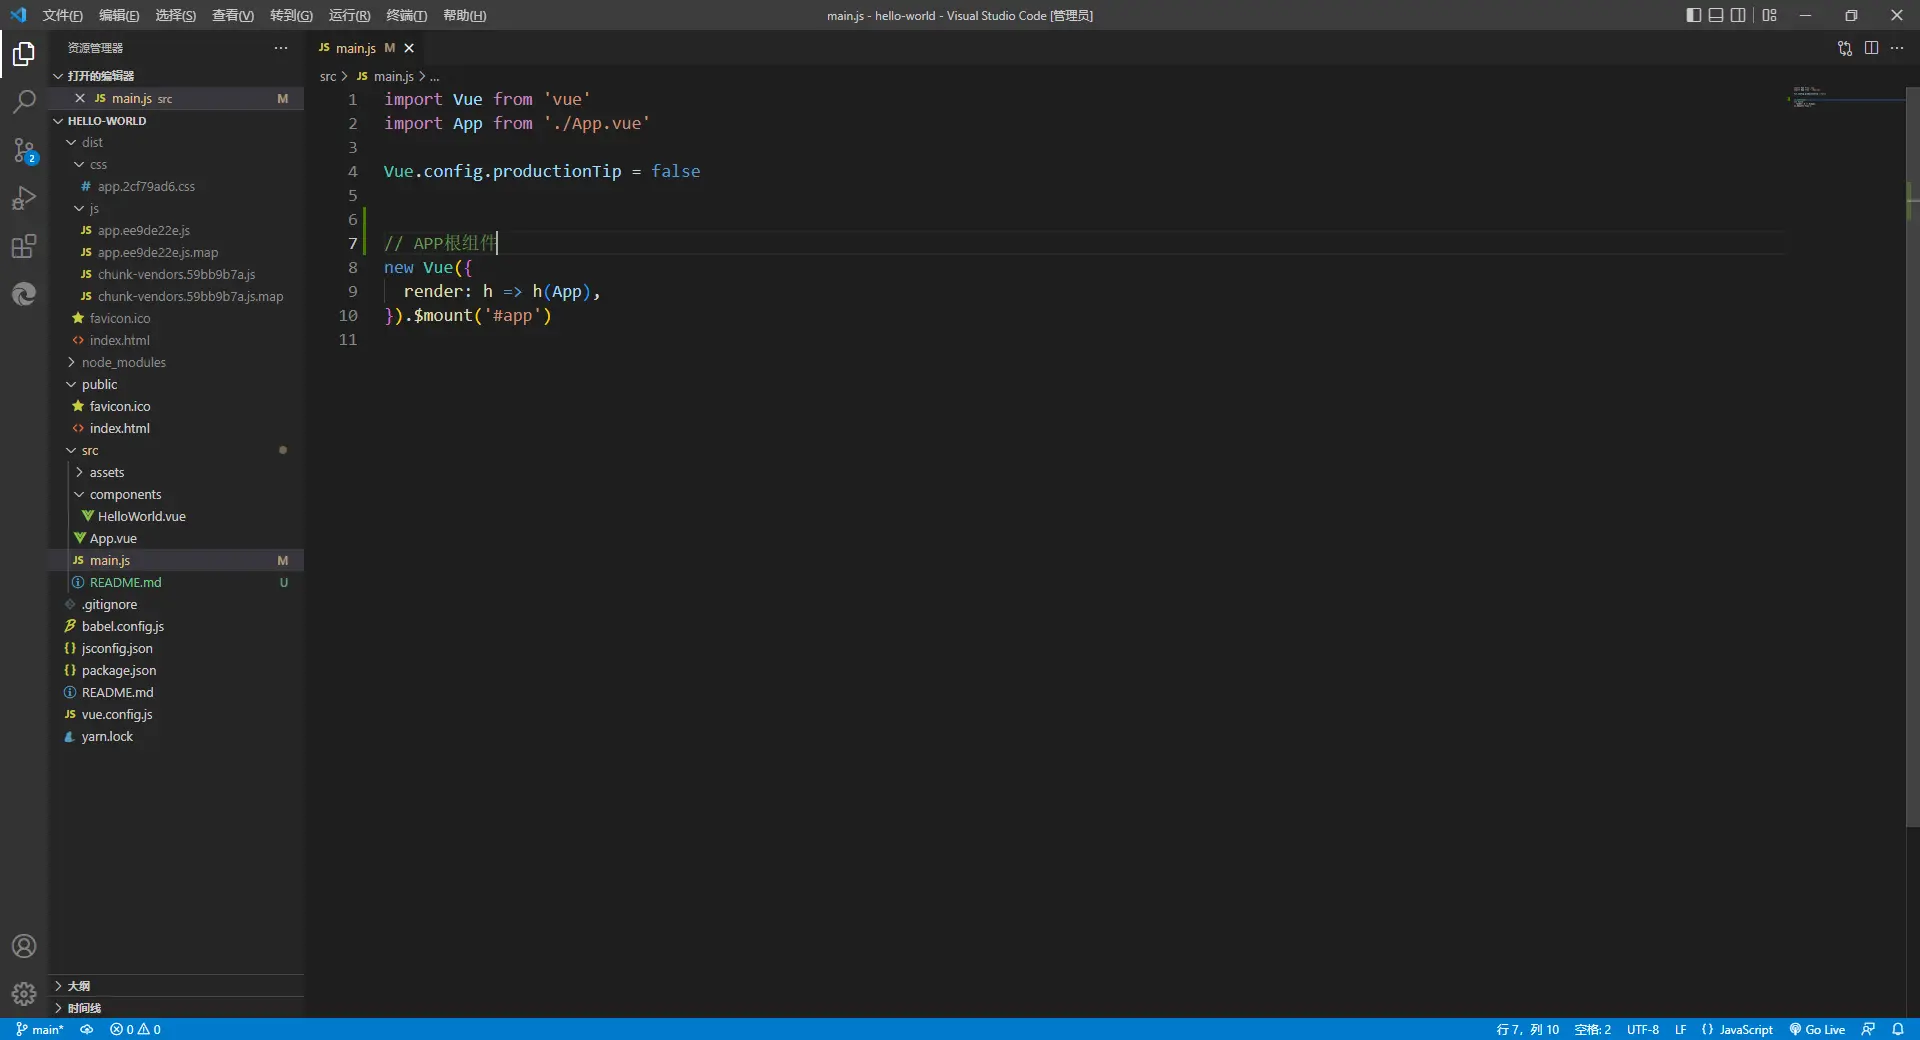 文件(F) 编辑(E) 选择(S) 查看(V) 转到(G) 运行(R) 终端(T) 帮助(H) main.js - hello-world - Visual Studio Code [管理员]
资源管理器
打开的编辑器
JS main.js src M
HELLO-WORLD
dist
css
# app.2cf79ad6.css
js
JS app.ee9de22e.js
JS app.ee9de22e.js.map
JS chunk-vendors.59bb9b7a.js
JS chunk-vendors.59bb9b7a.js.map
favicon.ico
<> index.html
node_modules
public
favicon.ico
<> index.html
src
assets
components
HelloWorld.vue
App.vue
JS main.js M
README.md U
.gitignore
babel.config.js
{} jsconfig.json
{} package.json
README.md
JS vue.config.js
yarn.lock
大纲
时间线
2
JS main.js M
src > JS main.js > ...
1 import Vue from 'vue'
2 import App from './App.vue'
3
4 Vue.config.productionTip = false
5
6
7 // APP根组件
8 new Vue({
9 render: h => h(App),
10 }).$mount('#app')
11
main* 0 0 行 7，列 10 空格: 2 UTF-8 LF {} JavaScript Go Live